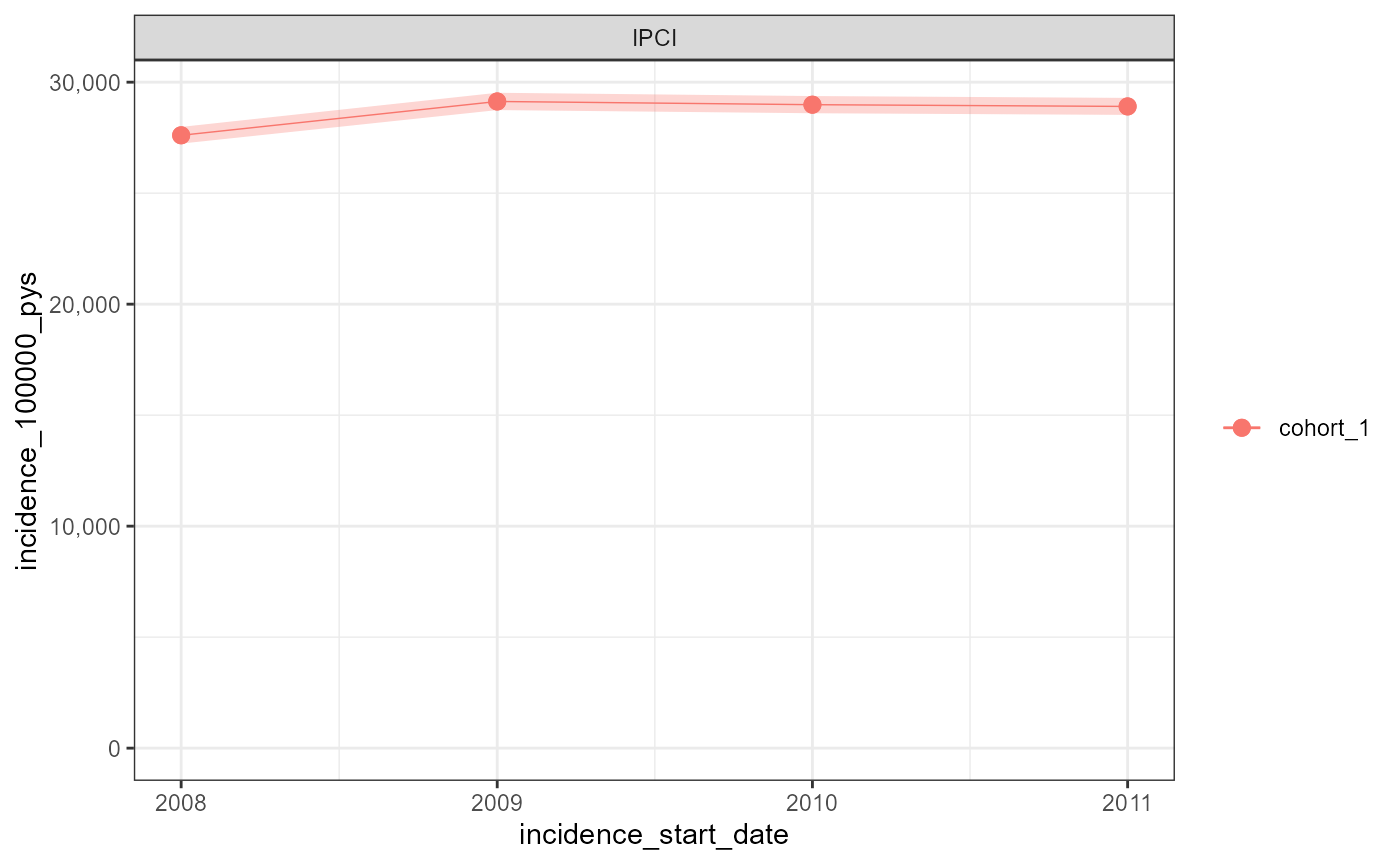 IPCI
30,000
20,000
10,000
0
incidence_100000_pys
2008 2009 2010 2011
incidence_start_date
cohort_1